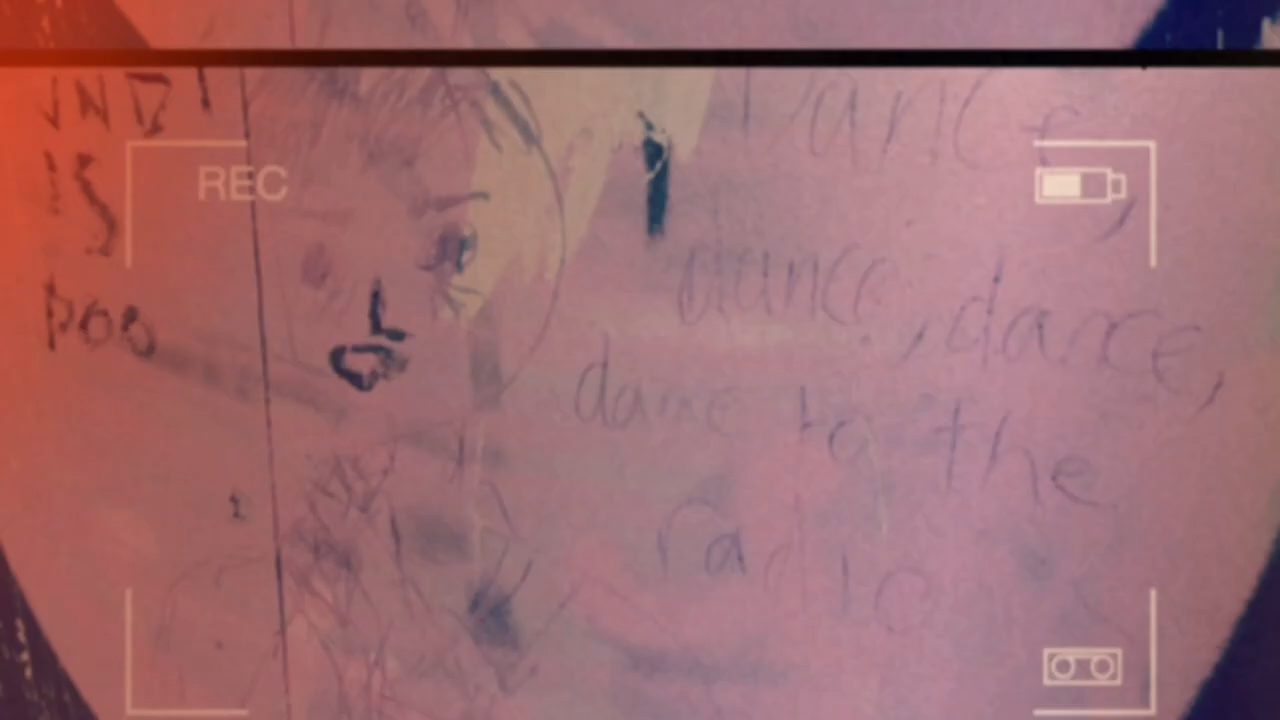 IS
poo
REC
Dance,
dance, dance,
dance to the
radio